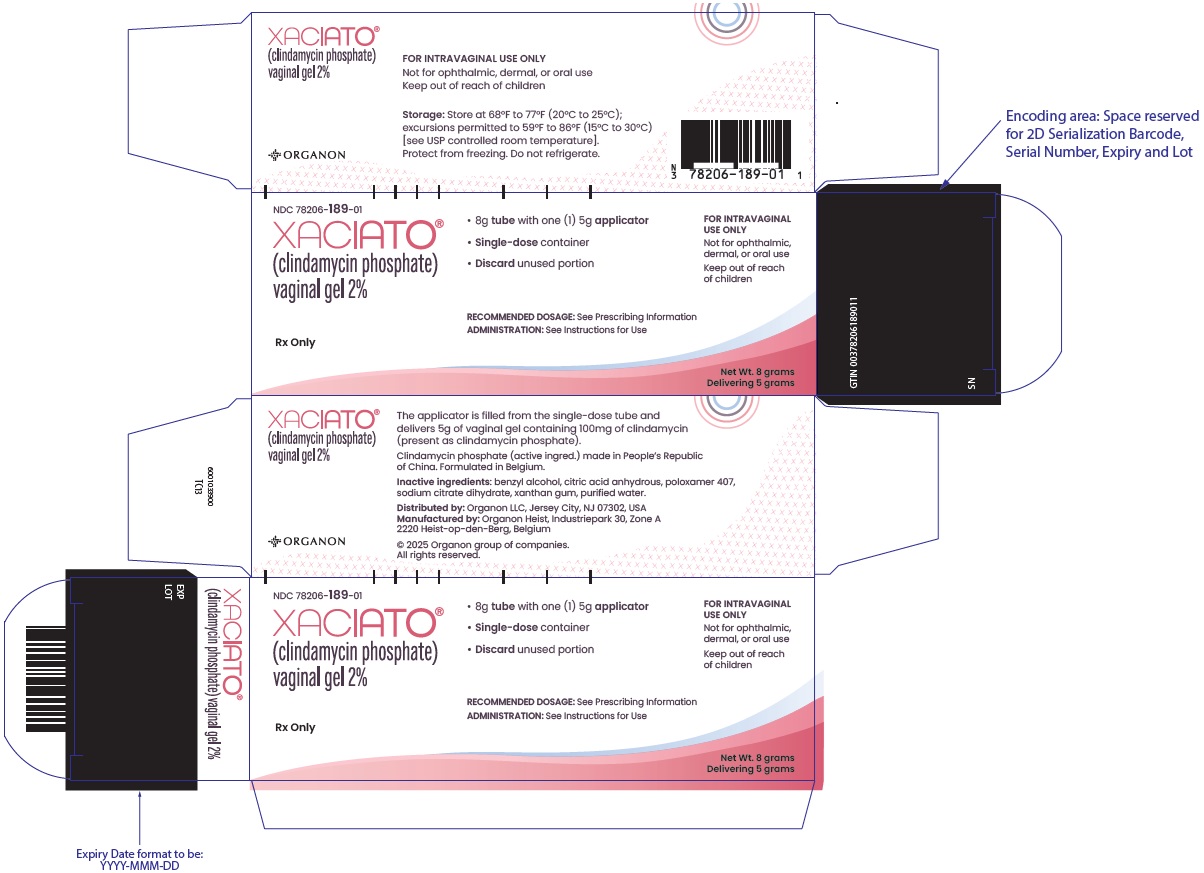 XACIATO®
(clindamycin phosphate)
vaginal gel 2%
ORGANON
FOR INTRAVAGINAL USE ONLY
Not for ophthalmic, dermal, or oral use
Keep out of reach of children
Storage: Store at 68°F to 77°F (20°C to 25°C);
excursions permitted to 59°F to 86°F (15°C to 30°C)
[see USP controlled room temperature].
Protect from freezing. Do not refrigerate.
N
3 78206-189-01 1
Encoding area: Space reserved
for 2D Serialization Barcode,
Serial Number, Expiry and Lot
NDC 78206-189-01
XACIATO®
(clindamycin phosphate)
vaginal gel 2%
Rx Only
• 8g tube with one (1) 5g applicator
• Single-dose container
• Discard unused portion
RECOMMENDED DOSAGE: See Prescribing Information
ADMINISTRATION: See Instructions for Use
FOR INTRAVAGINAL
USE ONLY
Not for ophthalmic,
dermal, or oral use
Keep out of reach
of children
Net Wt. 8 grams
Delivering 5 grams
GTIN 00378206189011
SN
6001039900
TCB
XACIATO®
(clindamycin phosphate)
vaginal gel 2%
ORGANON
The applicator is filled from the single-dose tube and
delivers 5g of vaginal gel containing 100mg of clindamycin
(present as clindamycin phosphate).
Clindamycin phosphate (active ingred.) made in People's Republic
of China. Formulated in Belgium.
Inactive ingredients: benzyl alcohol, citric acid anhydrous, poloxamer 407,
sodium citrate dihydrate, xanthan gum, purified water.
Distributed by: Organon LLC, Jersey City, NJ 07302, USA
Manufactured by: Organon Heist, Industriepark 30, Zone A
2220 Heist-op-den-Berg, Belgium
© 2025 Organon group of companies.
All rights reserved.
EXP
LOT
XACIATO®
(clindamycin phosphate) vaginal gel 2%
NDC 78206-189-01
XACIATO®
(clindamycin phosphate)
vaginal gel 2%
Rx Only
• 8g tube with one (1) 5g applicator
• Single-dose container
• Discard unused portion
RECOMMENDED DOSAGE: See Prescribing Information
ADMINISTRATION: See Instructions for Use
FOR INTRAVAGINAL
USE ONLY
Not for ophthalmic,
dermal, or oral use
Keep out of reach
of children
Net Wt. 8 grams
Delivering 5 grams
Expiry Date format to be:
YYYY-MMM-DD